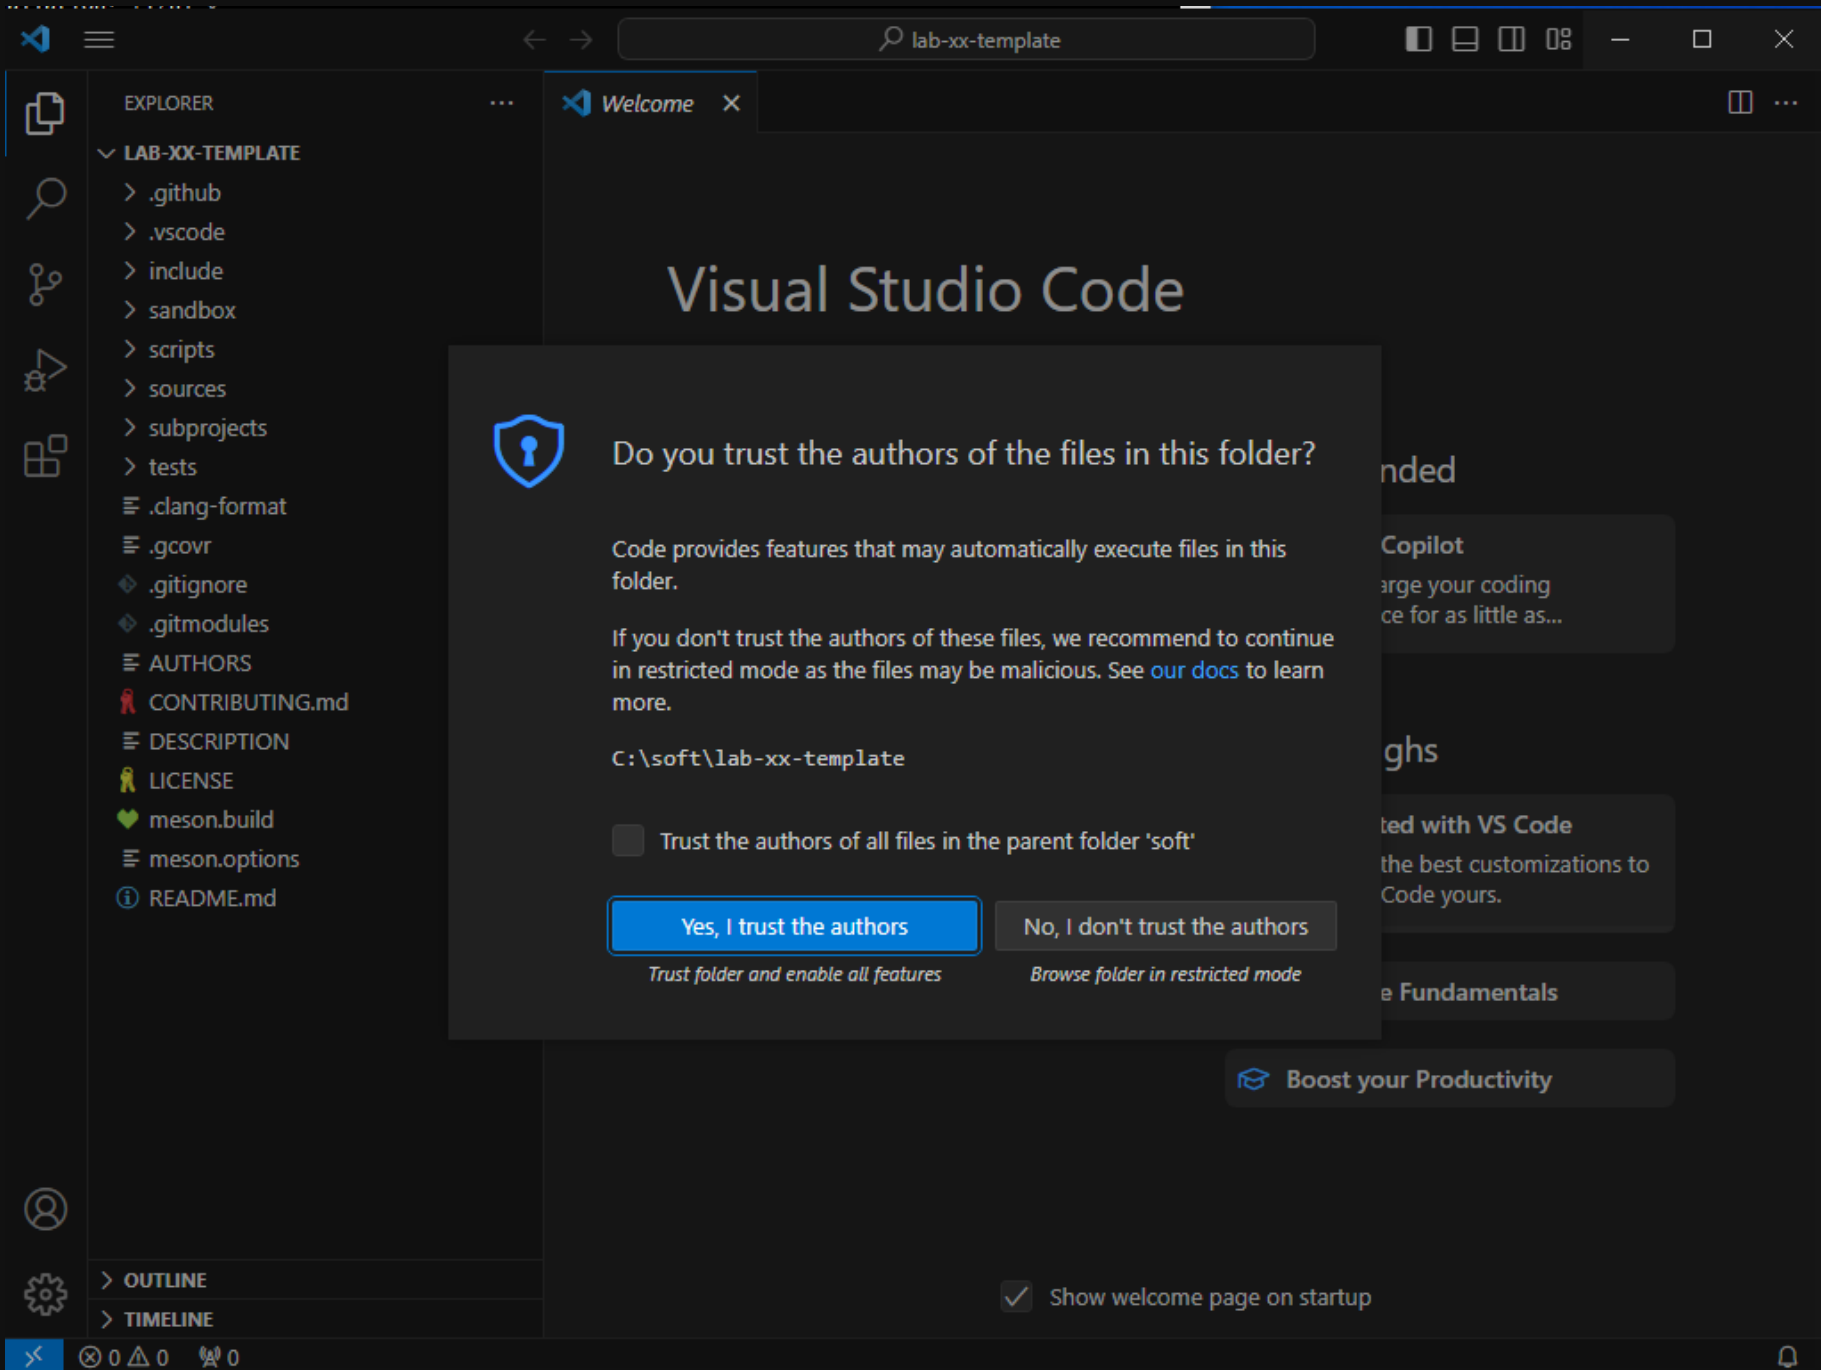 lab-xx-template
EXPLORER
Welcome
LAB-XX-TEMPLATE
.github
.vscode
include
sandbox
scripts
sources
subprojects
tests
.clang-format
.gcovr
.gitignore
.gitmodules
AUTHORS
CONTRIBUTING.md
DESCRIPTION
LICENSE
meson.build
meson.options
README.md
OUTLINE
TIMELINE
Visual Studio Code
Do you trust the authors of the files in this folder?
Code provides features that may automatically execute files in this
folder.
If you don't trust the authors of these files, we recommend to continue
in restricted mode as the files may be malicious. See our docs to learn
more.
C:\soft\lab-xx-template
Trust the authors of all files in the parent folder 'soft'
Yes, I trust the authors
No, I don't trust the authors
Trust folder and enable all features
Browse folder in restricted mode
nded
Copilot
arge your coding
ce for as little as...
ghs
ted with VS Code
the best customizations to
Code yours.
e Fundamentals
Boost your Productivity
Show welcome page on startup
0 0 0